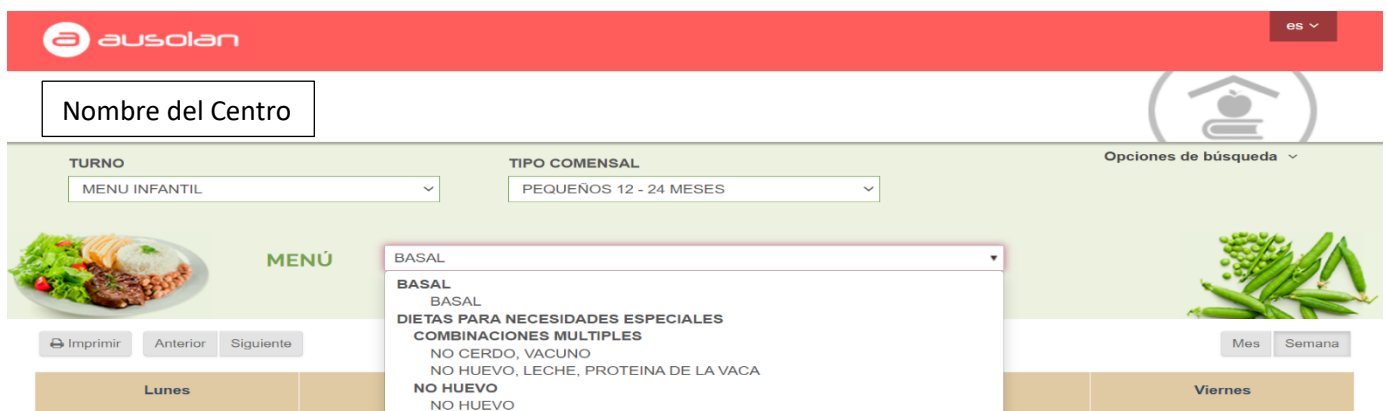 ausolan
es
Nombre del Centro
TURNO
TIPO COMENSAL
Opciones de búsqueda
MENU INFANTIL
PEQUEÑOS 12 - 24 MESES
MENÚ
BASAL
BASAL
BASAL
DIETAS PARA NECESIDADES ESPECIALES
COMBINACIONES MULTIPLES
NO CERDO, VACUNO
NO HUEVO, LECHE, PROTEINA DE LA VACA
NO HUEVO
NO HUEVO
Imprimir
Anterior
Siguiente
Mes
Semana
Lunes
Viernes